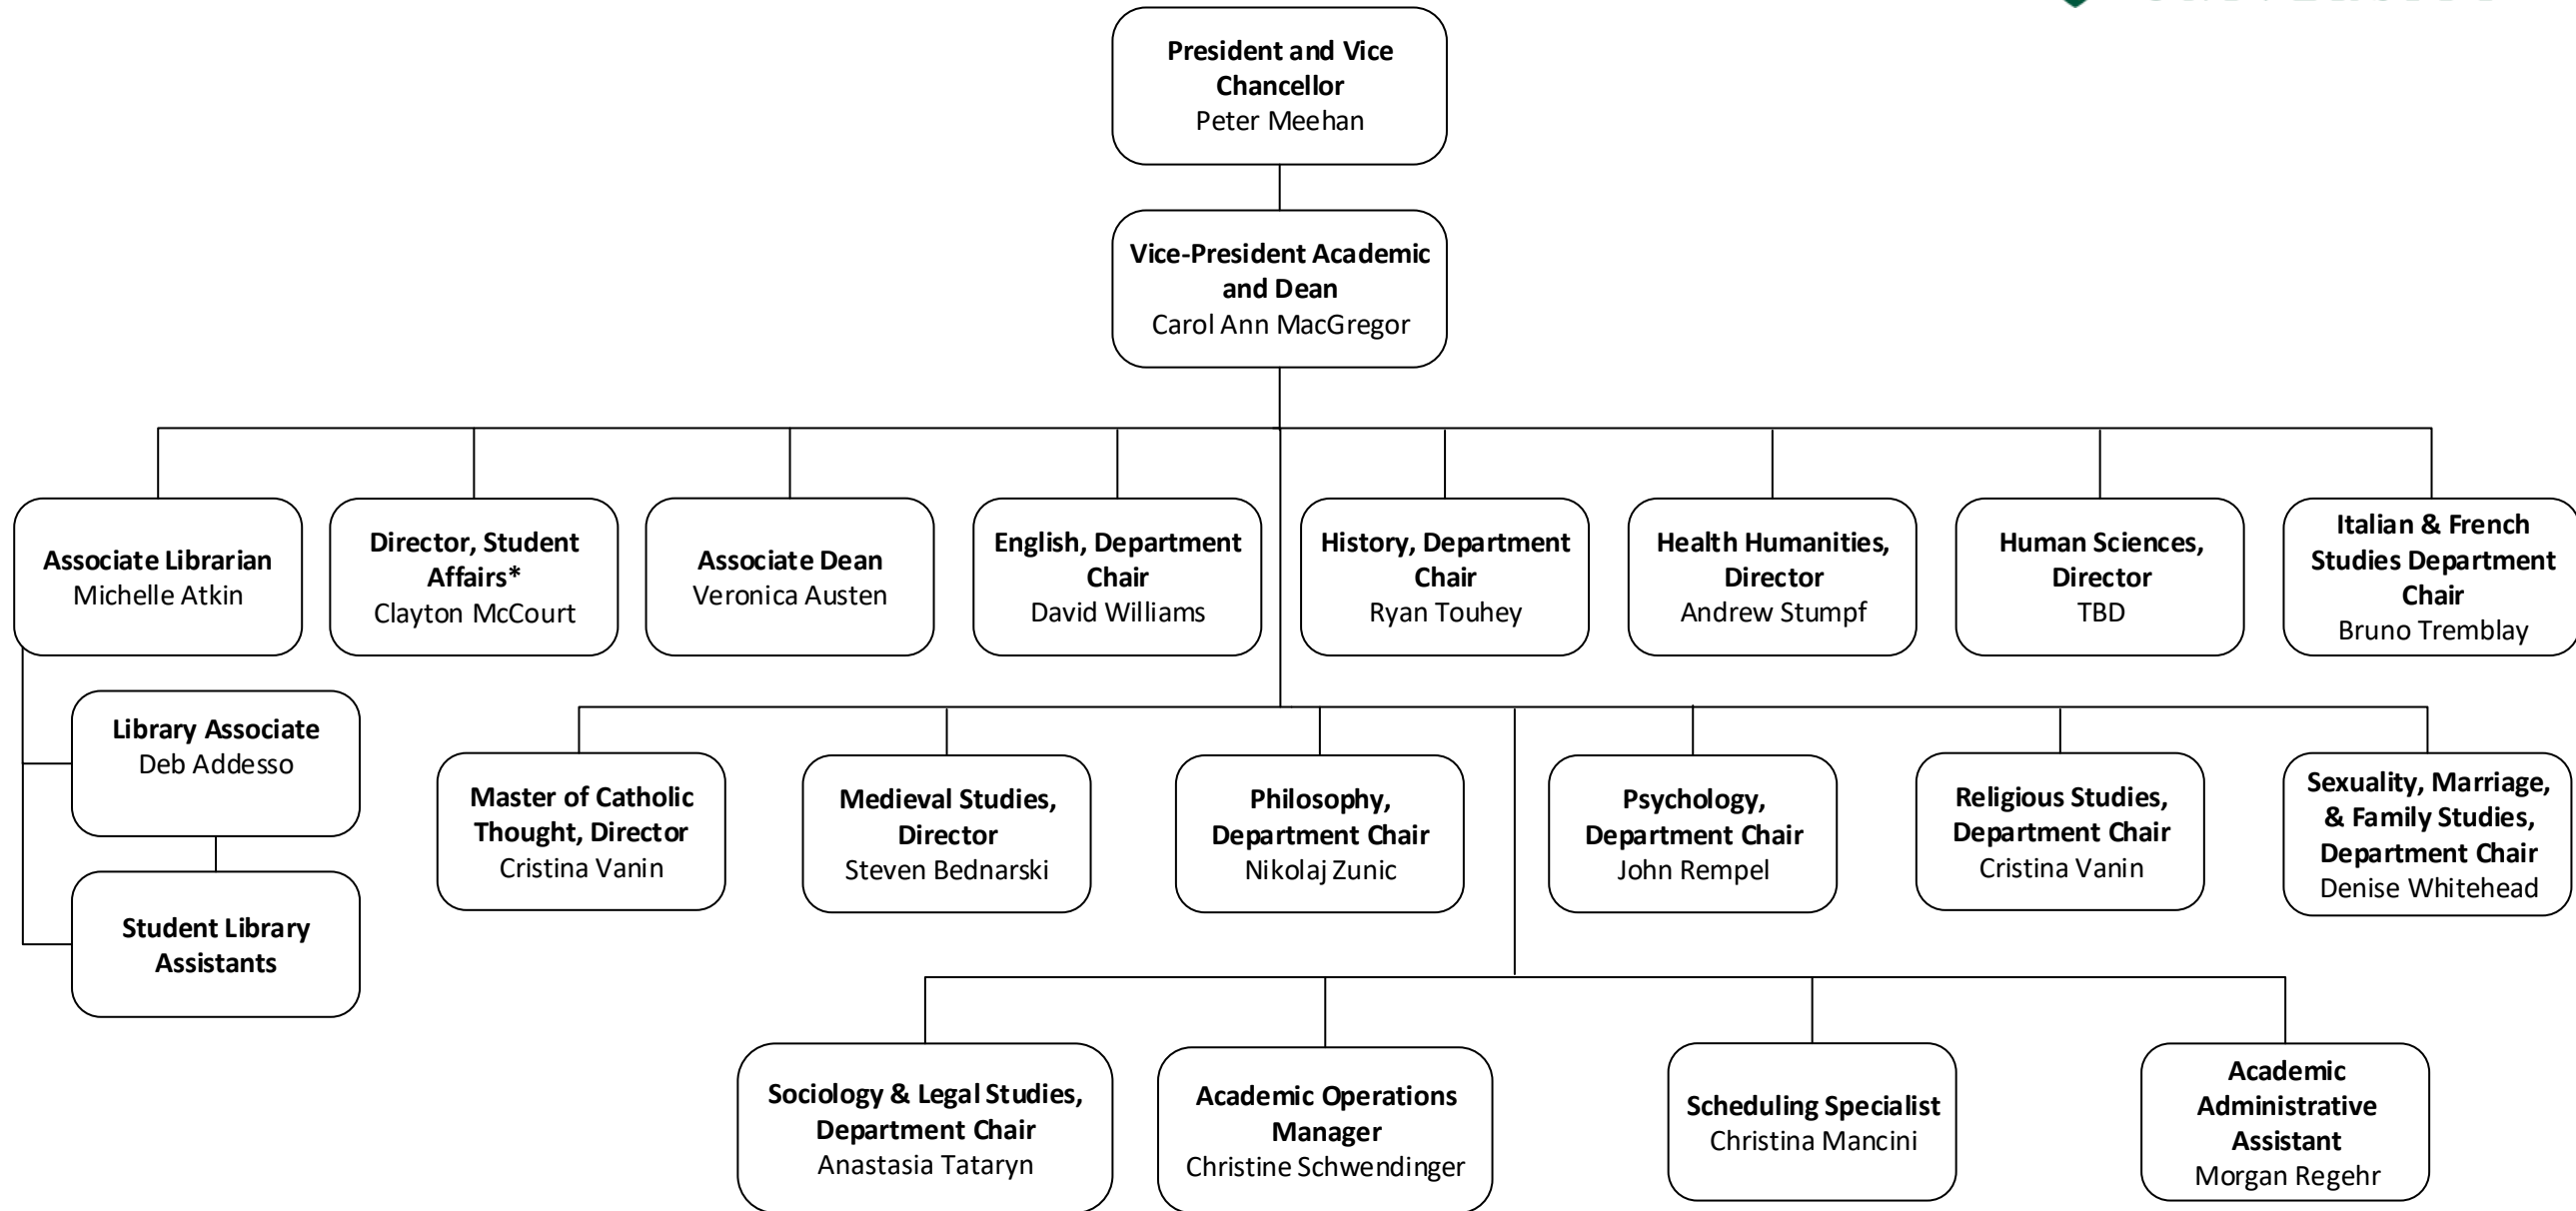 President and Vice
Chancellor
Peter Meehan
Vice-President Academic
and Dean
Carol Ann MacGregor
Associate Librarian
Michelle Atkin
Director, Student
Affairs*
Clayton McCourt
Associate Dean
Veronica Austen
English, Department
Chair
David Williams
History, Department
Chair
Ryan Touhey
Health Humanities,
Director
Andrew Stumpf
Human Sciences,
Director
TBD
Italian & French
Studies Department
Chair
Bruno Tremblay
Library Associate
Deb Addesso
Student Library
Assistants
Master of Catholic
Thought, Director
Cristina Vanin
Medieval Studies,
Director
Steven Bednarski
Philosophy,
Department Chair
Nikolaj Zunic
Psychology,
Department Chair
John Rempel
Religious Studies,
Department Chair
Cristina Vanin
Sexuality, Marriage,
& Family Studies,
Department Chair
Denise Whitehead
Sociology & Legal Studies,
Department Chair
Anastasia Tataryn
Academic Operations
Manager
Christine Schwendinger
Scheduling Specialist
Christina Mancini
Academic
Administrative
Assistant
Morgan Regehr